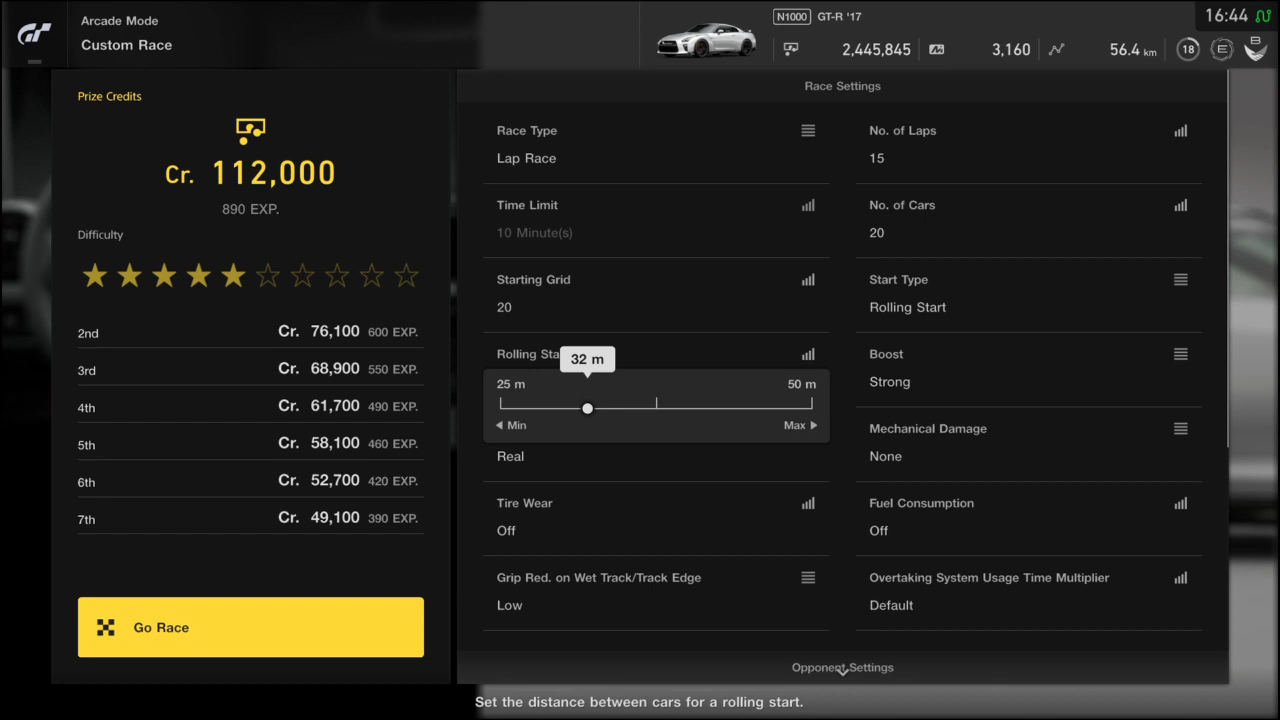 Arcade Mode
Custom Race
N1000 GT-R '17
2,445,845 3,160 56.4 km 18 E B
16:44
Prize Credits
Cr. 112,000
890 EXP.
Difficulty
2nd Cr. 76,100 600 EXP.
3rd Cr. 68,900 550 EXP.
4th Cr. 61,700 490 EXP.
5th Cr. 58,100 460 EXP.
6th Cr. 52,700 420 EXP.
7th Cr. 49,100 390 EXP.
Go Race
Race Settings
Race Type
Lap Race
No. of Laps
15
Time Limit
10 Minute(s)
No. of Cars
20
Starting Grid
20
Start Type
Rolling Start
Rolling Sta
32 m
25 m 50 m
Min Max
Boost
Strong
Real
Mechanical Damage
None
Tire Wear
Off
Fuel Consumption
Off
Grip Red. on Wet Track/Track Edge
Low
Overtaking System Usage Time Multiplier
Default
Opponent Settings
Set the distance between cars for a rolling start.